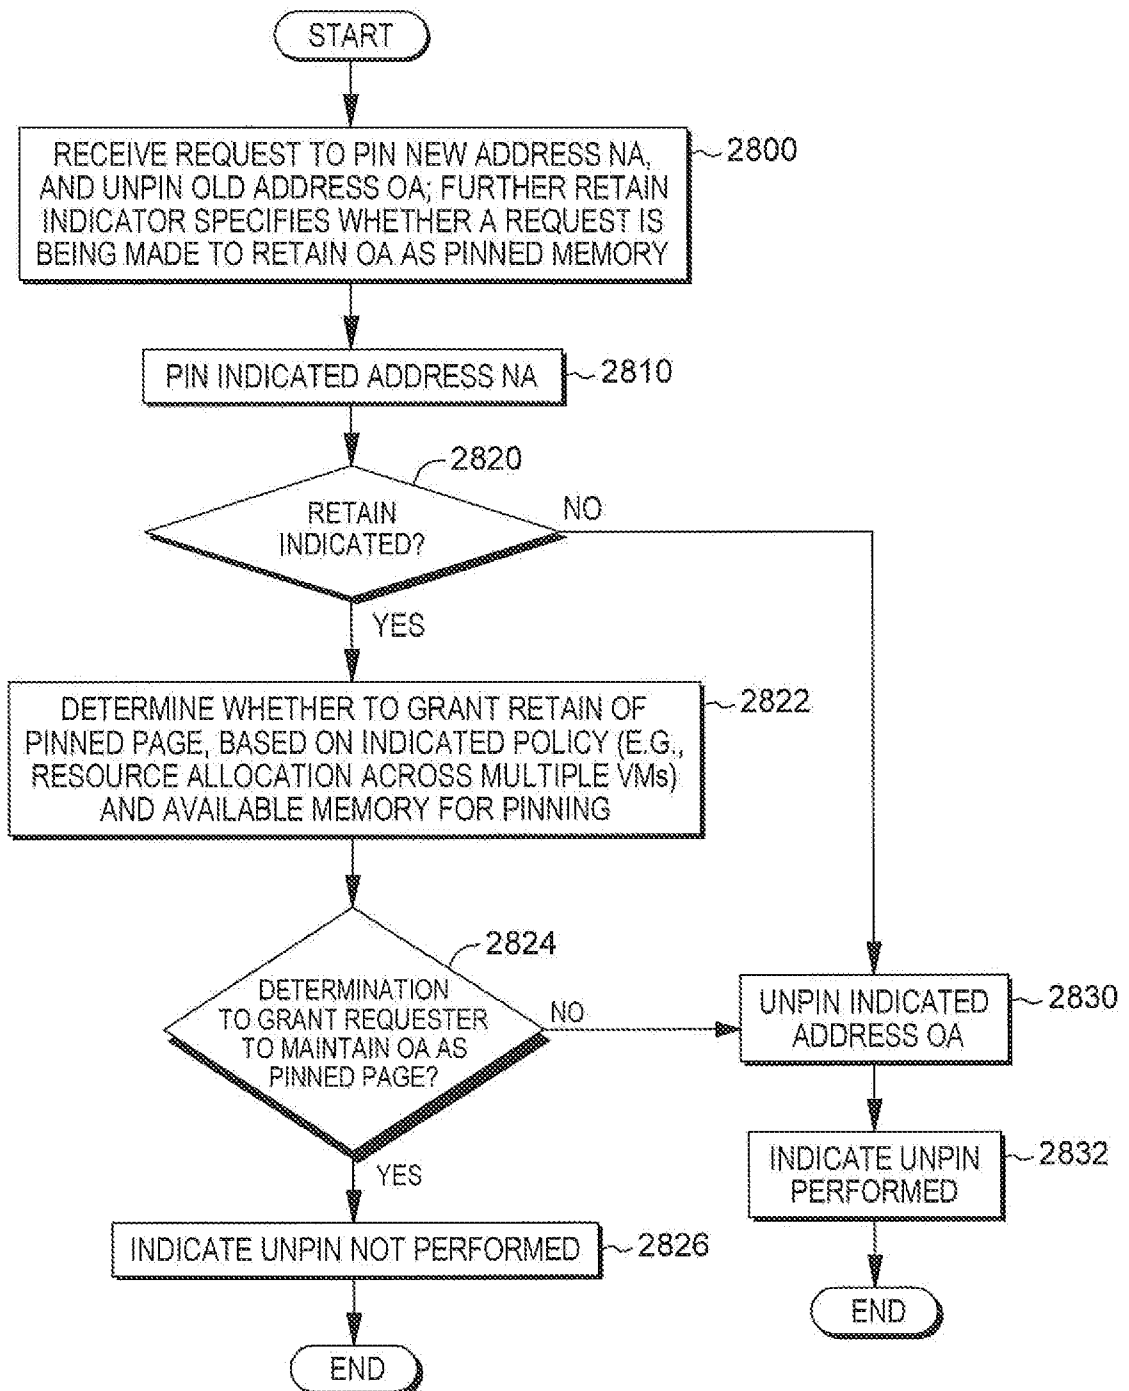 START
RECEIVE REQUEST TO PIN NEW ADDRESS NA,
AND UNPIN OLD ADDRESS OA; FURTHER RETAIN
INDICATOR SPECIFIES WHETHER A REQUEST IS
BEING MADE TO RETAIN OA AS PINNED MEMORY
2800
PIN INDICATED ADDRESS NA
2810
2820
RETAIN
INDICATED?
NO
YES
DETERMINE WHETHER TO GRANT RETAIN OF
PINNED PAGE, BASED ON INDICATED POLICY (E.G.,
RESOURCE ALLOCATION ACROSS MULTIPLE VMs)
AND AVAILABLE MEMORY FOR PINNING
2822
2824
DETERMINATION
TO GRANT REQUESTER
TO MAINTAIN OA AS
PINNED PAGE?
NO
YES
UNPIN INDICATED
ADDRESS OA
2830
INDICATE UNPIN
PERFORMED
2832
INDICATE UNPIN NOT PERFORMED
2826
END
END